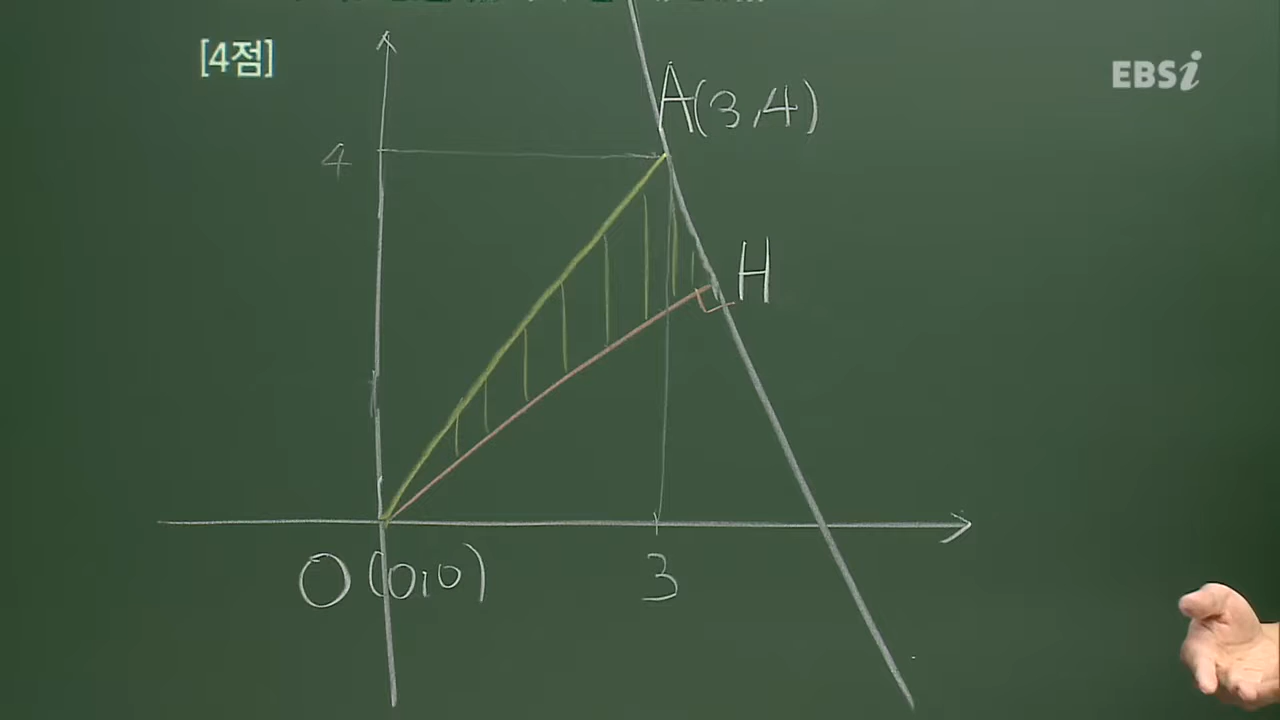 [4점]
EBSi
A(3,4)
4
H
O(0,0)
3